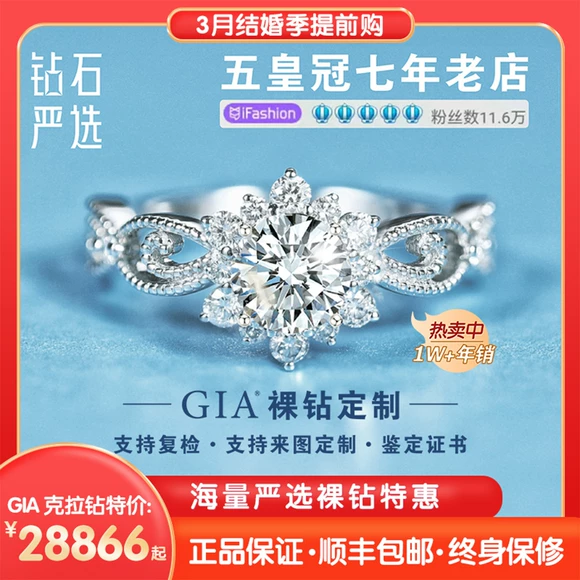 3月结婚季提前购
钻石
严选
五皇冠七年老店
iFashion 粉丝数11.6万
热卖中
1W+年销
GIA® 裸钻定制
支持复检·支持来图定制·鉴定证书
GIA 克拉钻特价:
¥28866起
海量严选裸钻特惠
正品保证·顺丰包邮·终身保修